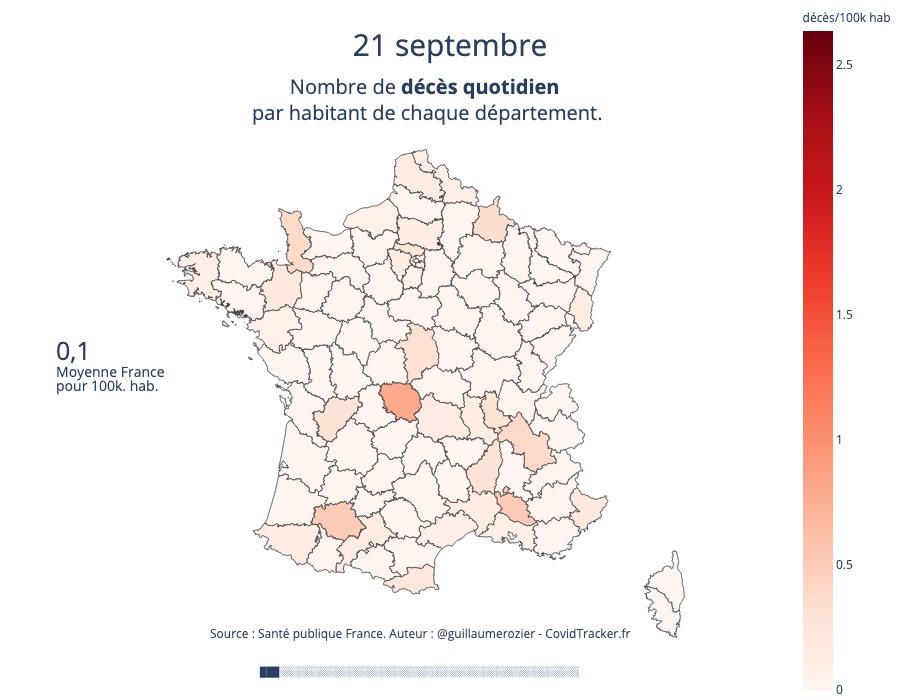 21 septembre
Nombre de décès quotidien
par habitant de chaque département.
décès/100k hab
2.5
2
1.5
1
0.5
0
0,1
Moyenne France
pour 100k. hab.
Source : Santé publique France. Auteur : @guillaumerozier - CovidTracker.fr